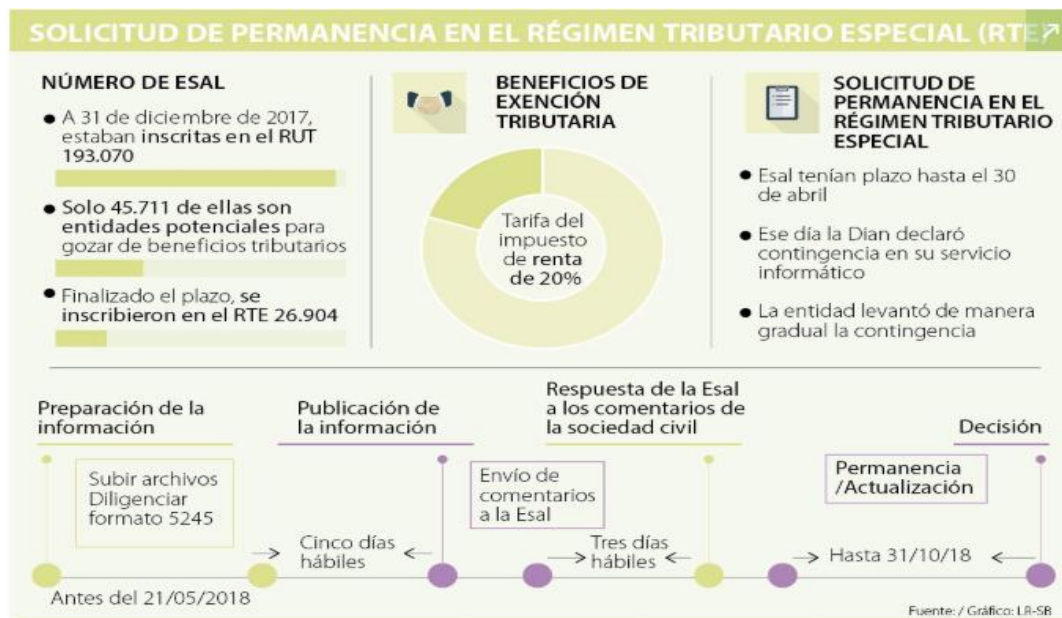 SOLICITUD DE PERMANENCIA EN EL RÉGIMEN TRIBUTARIO ESPECIAL (RTE)
NÚMERO DE ESAL
A 31 de diciembre de 2017,
estaban inscritas en el RUT
193.070
Solo 45.711 de ellas son
entidades potenciales para
gozar de beneficios tributarios
Finalizado el plazo, se
inscribieron en el RTE 26.904
BENEFICIOS DE
EXENCIÓN
TRIBUTARIA
Tarifa del
impuesto
de renta
de 20%
SOLICITUD DE
PERMANENCIA EN EL
RÉGIMEN TRIBUTARIO
ESPECIAL
Esal tenían plazo hasta el 30
de abril
Ese día la Dian declaró
contingencia en su servicio
informático
La entidad levantó de manera
gradual la contingencia
Preparación de la
información
Subir archivos
Diligenciar
formato 5245
Antes del 21/05/2018
Cinco días
hábiles
Publicación de
la información
Envío de
comentarios
a la Esal
Tres días
hábiles
Respuesta de la Esal
a los comentarios de
la sociedad civil
Permanencia
/Actualización
Hasta 31/10/18
Decisión
Fuente: / Gráfico: LR-SB